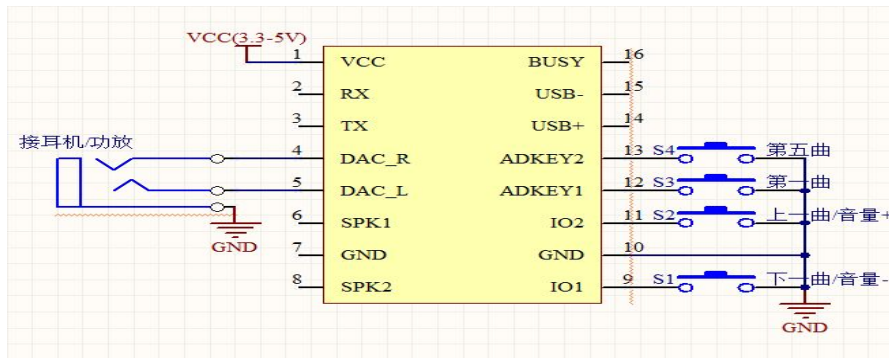 VCC(3.3-5V)
1 VCC BUSY 16
2 RX USB- 15
3 TX USB+ 14
接耳机/功放
4 DAC_R ADKEY2 13 S4 第五曲
5 DAC_L ADKEY1 12 S3 第一曲
6 SPK1 IO2 11 S2 上一曲/音量+
GND
7 GND GND 10
8 SPK2 IO1 9 S1 下一曲/音量-
GND